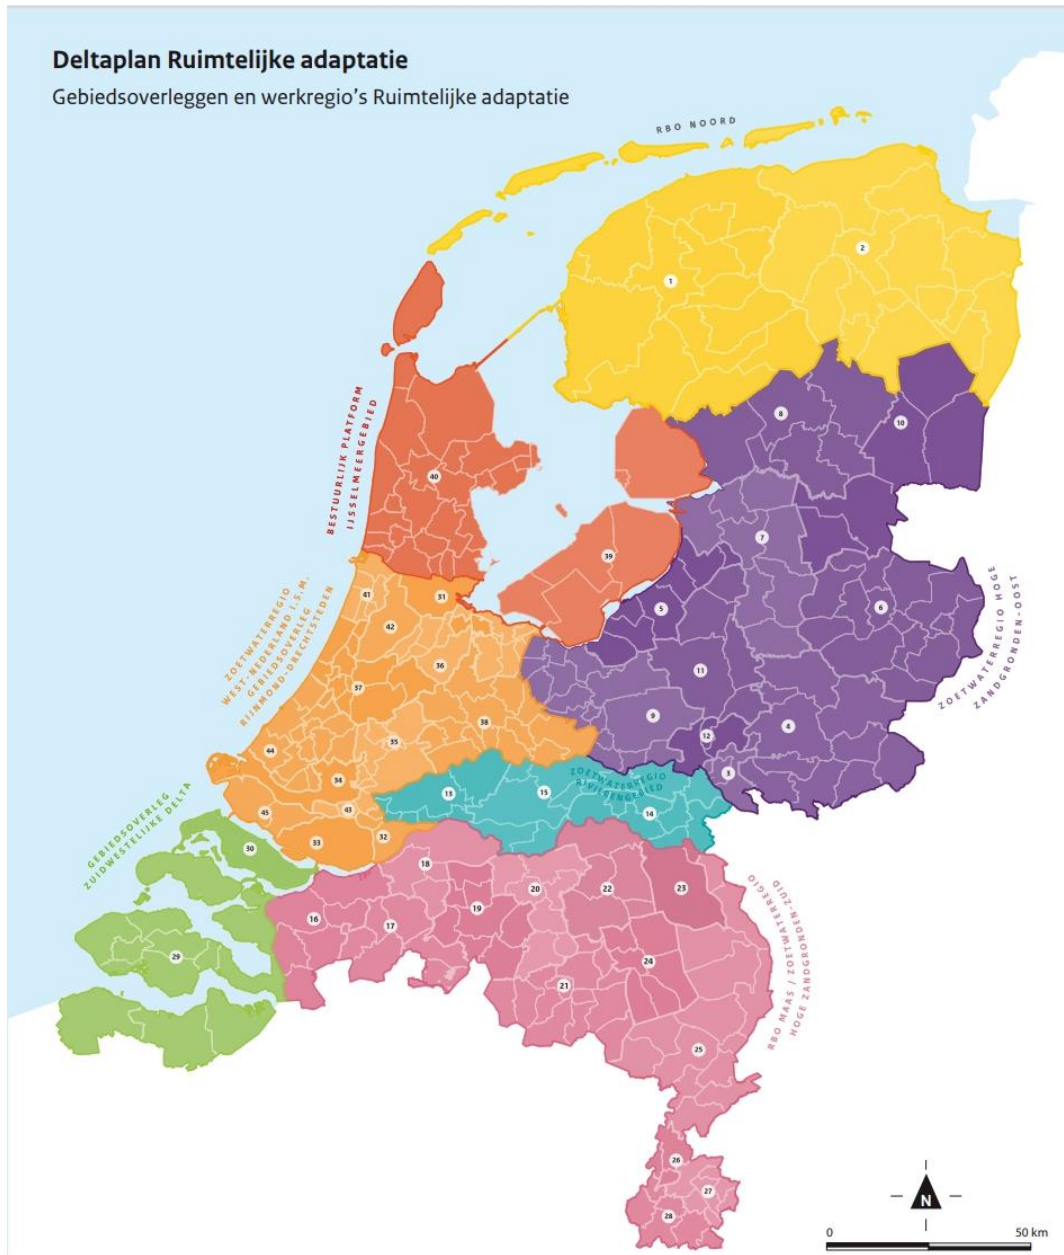 Deltaplan Ruimtelijke adaptatie
Gebiedsoverleggen en werkregio's Ruimtelijke adaptatie
RBO NOORD
2
1
BESTUURLIJK PLATFORM
IJSSELMEERGEBIED
8
10
40
7
39
ZOETWATERREGIO
WEST-NEDERLAND I.S.M.
GEBIEDSOVERLEG
RIJNMOND-DRECHTSTEDEN
41
31
5
6
42
ZOETWATERREGIO HOGE
ZANDGRONDEN-OOST
36
11
37
9
38
4
12
35
44
3
ZOETWATERREGIO
RIVIERENGEBIED
34
13
15
14
45
43
GEBIEDSOVERLEG
ZUIDWESTELIJKE DELTA
30
33
32
18
20
22
23
RBO MAAS / ZOETWATERREGIO
HOGE ZANDGRONDEN-ZUID
16
17
19
29
24
21
25
26
27
28
N
0
50 km